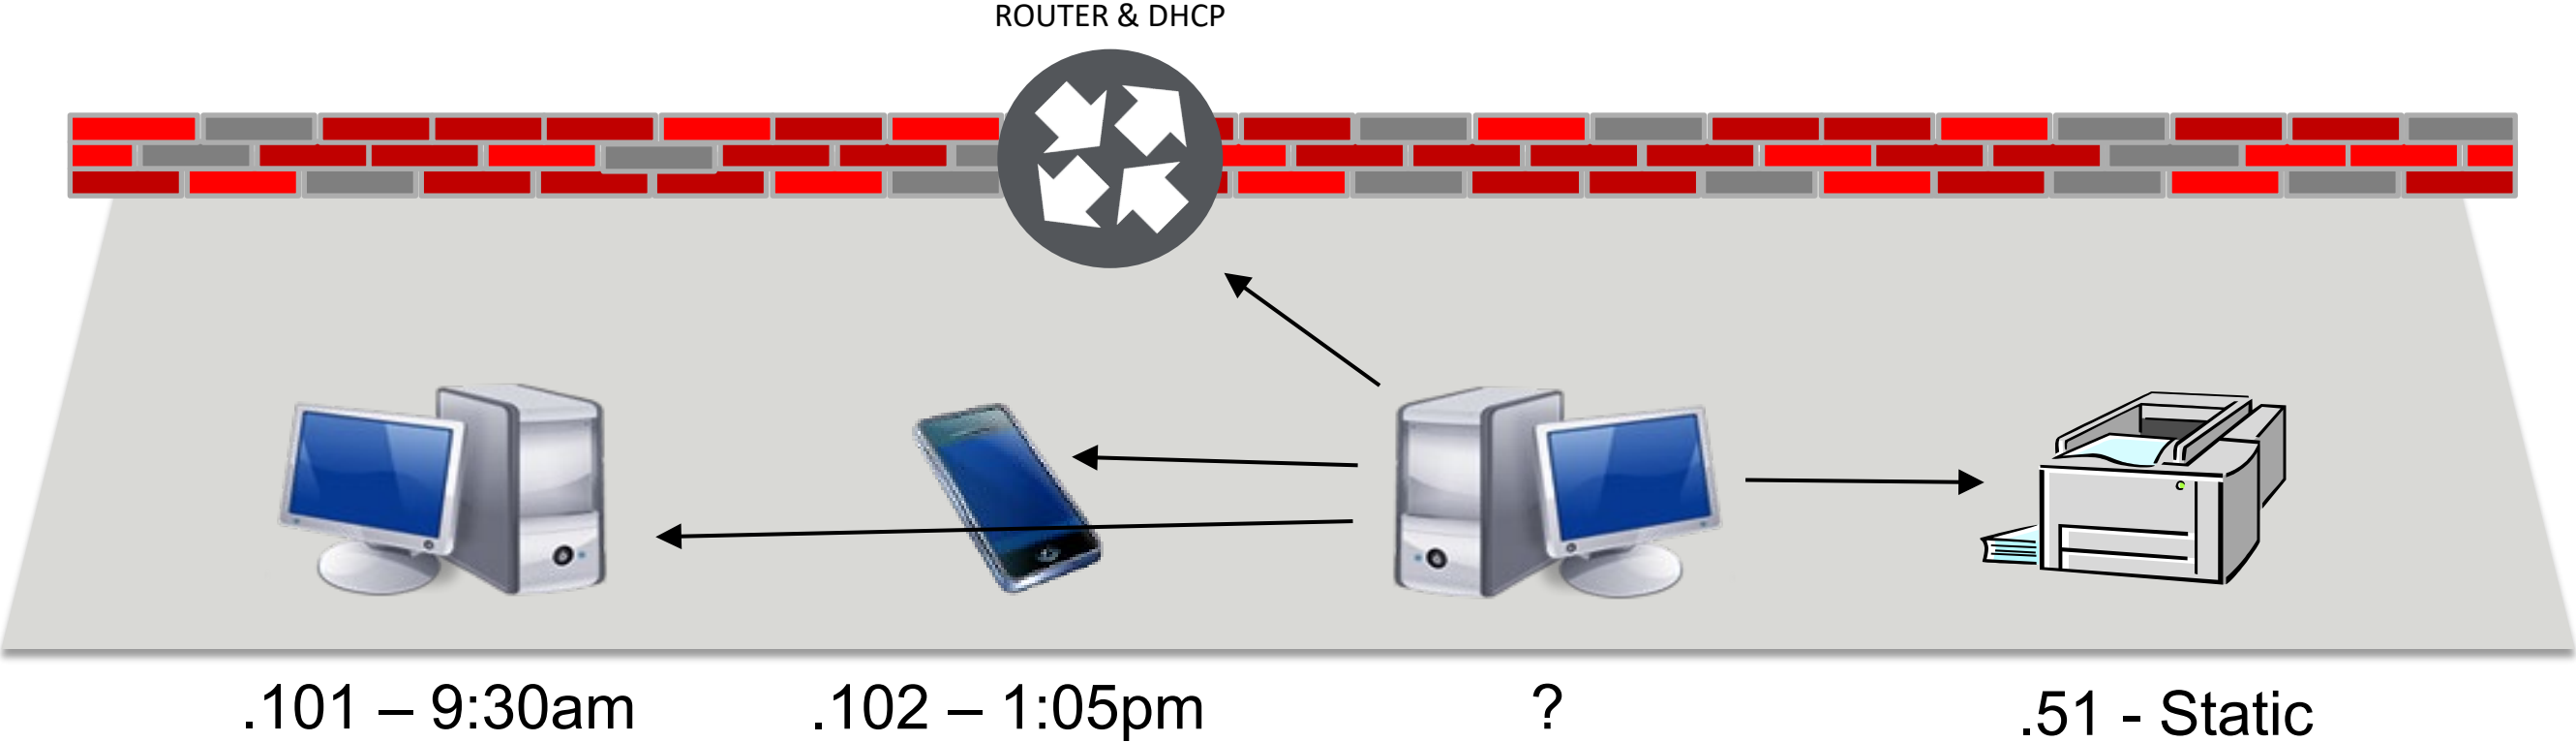 ROUTER & DHCP
.101 – 9:30am
.102 – 1:05pm
?
.51 - Static